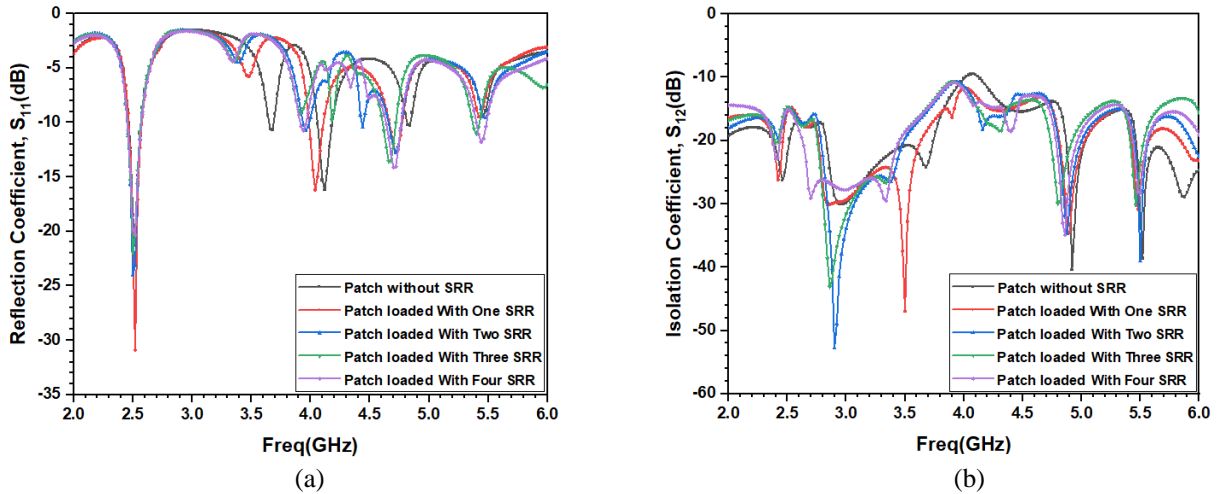 Reflection Coefficient, S11(dB)
0
-5
-10
-15
-20
-25
-30
-35
2.0 2.5 3.0 3.5 4.0 4.5 5.0 5.5 6.0
Freq(GHz)
Patch without SRR
Patch loaded With One SRR
Patch loaded With Two SRR
Patch loaded With Three SRR
Patch loaded With Four SRR
(a)
Isolation Coefficient, S12(dB)
0
-10
-20
-30
-40
-50
-60
2.0 2.5 3.0 3.5 4.0 4.5 5.0 5.5 6.0
Freq(GHz)
Patch without SRR
Patch loaded With One SRR
Patch loaded With Two SRR
Patch loaded With Three SRR
Patch loaded With Four SRR
(b)